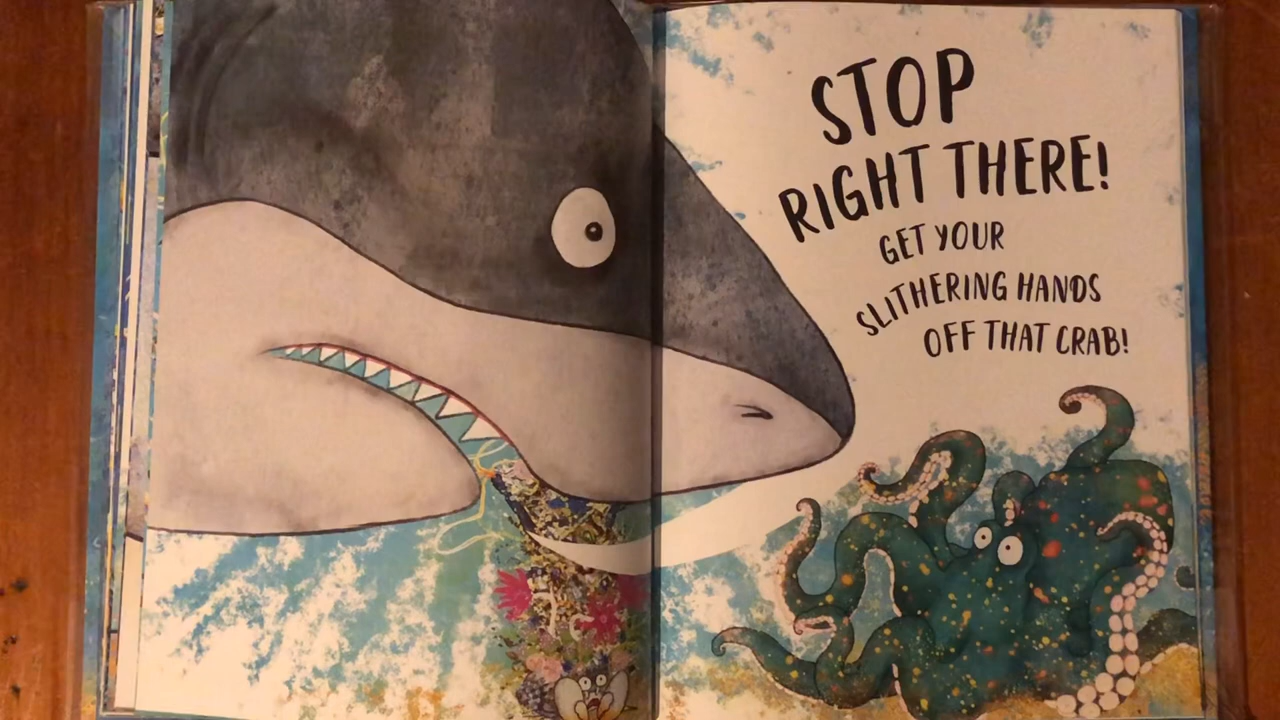 STOP
RIGHT THERE!
GET YOUR
SLITHERING HANDS
OFF THAT CRAB!